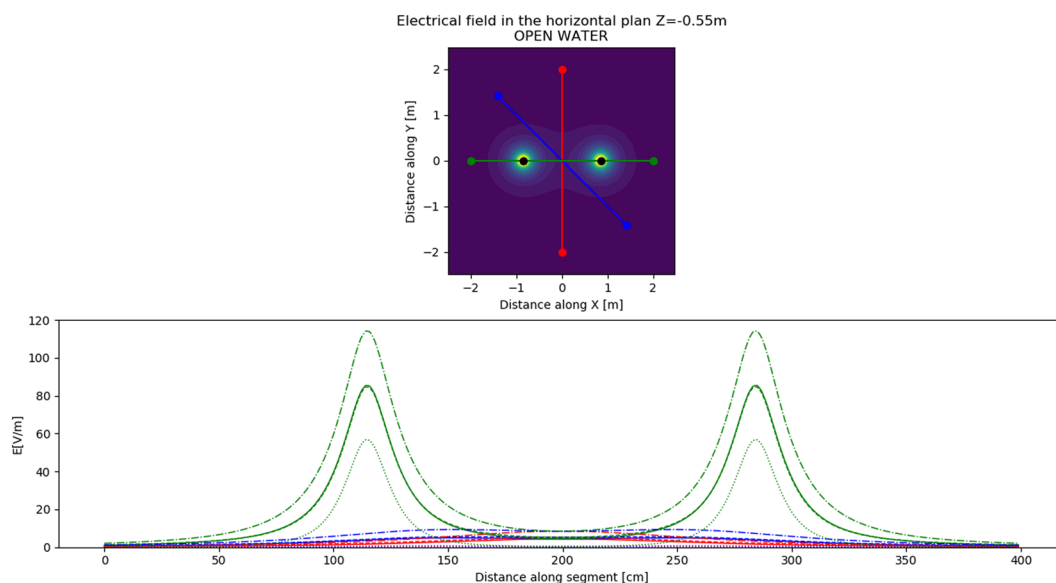 Electrical field in the horizontal plan Z=-0.55m
OPEN WATER
Distance along Y [m]
2
1
0
−1
−2
−2 −1 0 1 2
Distance along X [m]
E[V/m]
120
100
80
60
40
20
0
0 50 100 150 200 250 300 350 400
Distance along segment [cm]